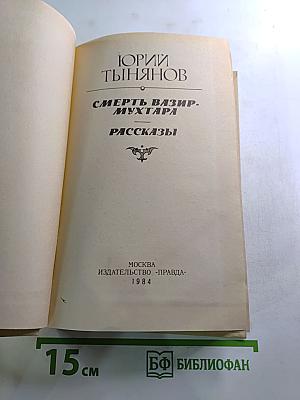 ЮРИЙ
ТЫНЯНОВ
СМЕРТЬ ВАЗИР-
МУХТАРА
РАССКАЗЫ
МОСКВА
ИЗДАТЕЛЬСТВО «ПРАВДА»
1984
15 см
БФ БИБЛИОФАН